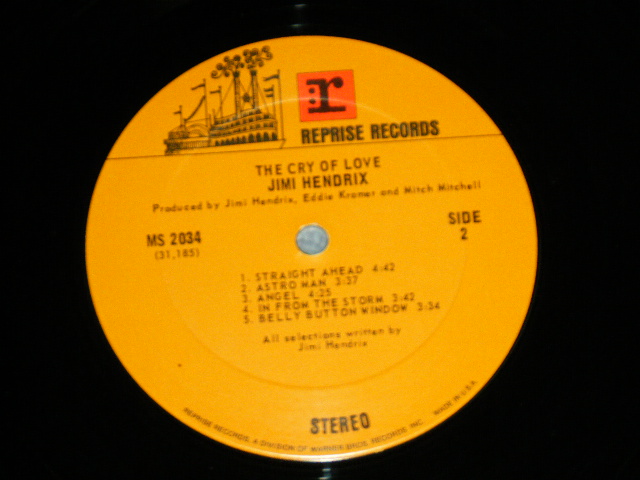 r:
REPRISE RECORDS
THE CRY OF LOVE
JIMI HENDRIX
Produced by Jimi Hendrix, Eddie Kramer and Mitch Mitchell
MS 2034
(31,185)
SIDE
2
1. STRAIGHT AHEAD 4:42
2. ASTRO MAN 3:37
3. ANGEL 4:25
4. IN FROM THE STORM 3:42
5. BELLY BUTTON WINDOW 3:34
All selections written by
Jimi Hendrix
STEREO
REPRISE RECORDS, A DIVISION OF WARNER BROS. RECORDS, INC. MADE IN U.S.A.